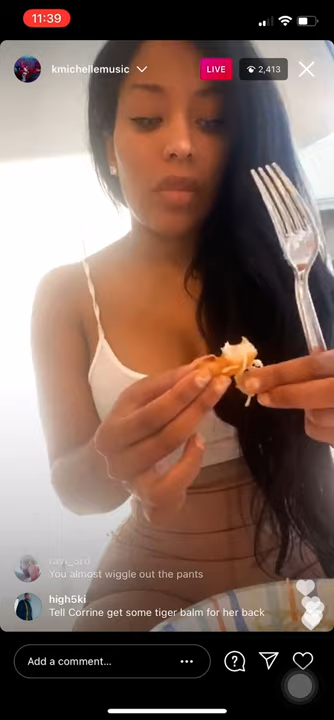 11:39
kmichellemusic
LIVE
2,413
You almost wiggle out the pants
high5ki
Tell Corrine get some tiger balm for her back
Add a comment...